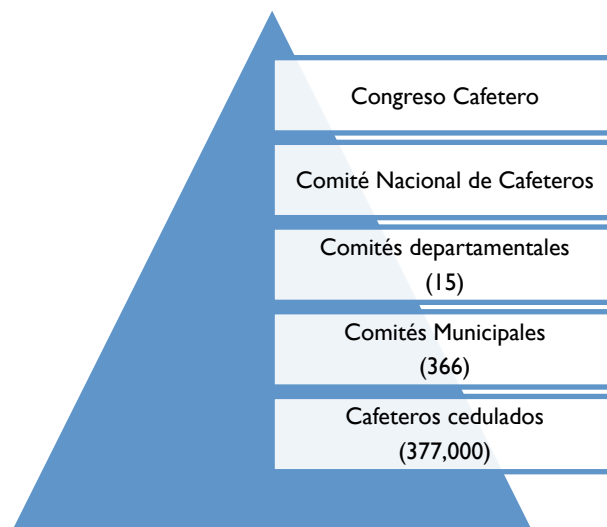 Congreso Cafetero
Comité Nacional de Cafeteros
Comités departamentales
(15)
Comités Municipales
(366)
Cafeteros cedulados
(377,000)